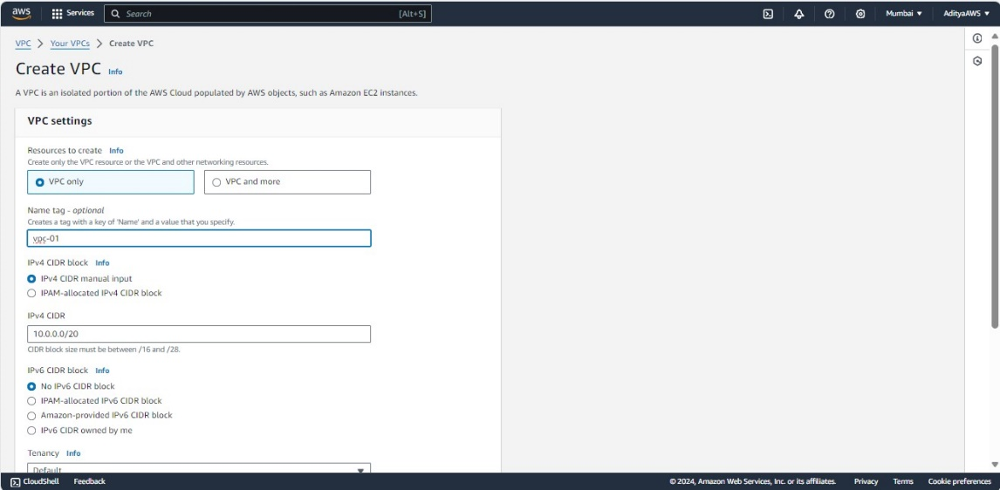 aws Services Search [Alt+S] Mumbai AdityaAWS
VPC > Your VPCs > Create VPC
Create VPC Info
A VPC is an isolated portion of the AWS Cloud populated by AWS objects, such as Amazon EC2 instances.
VPC settings
Resources to create Info
Create only the VPC resource or the VPC and other networking resources.
VPC only VPC and more
Name tag - optional
Creates a tag with a key of 'Name' and a value that you specify.
vpc-01
IPv4 CIDR block Info
IPv4 CIDR manual input
IPAM-allocated IPv4 CIDR block
IPv4 CIDR
10.0.0.0/20
CIDR block size must be between /16 and /28.
IPv6 CIDR block Info
No IPv6 CIDR block
IPAM-allocated IPv6 CIDR block
Amazon-provided IPv6 CIDR block
IPv6 CIDR owned by me
Tenancy Info
Default
CloudShell Feedback © 2024, Amazon Web Services, Inc. or its affiliates. Privacy Terms Cookie preferences